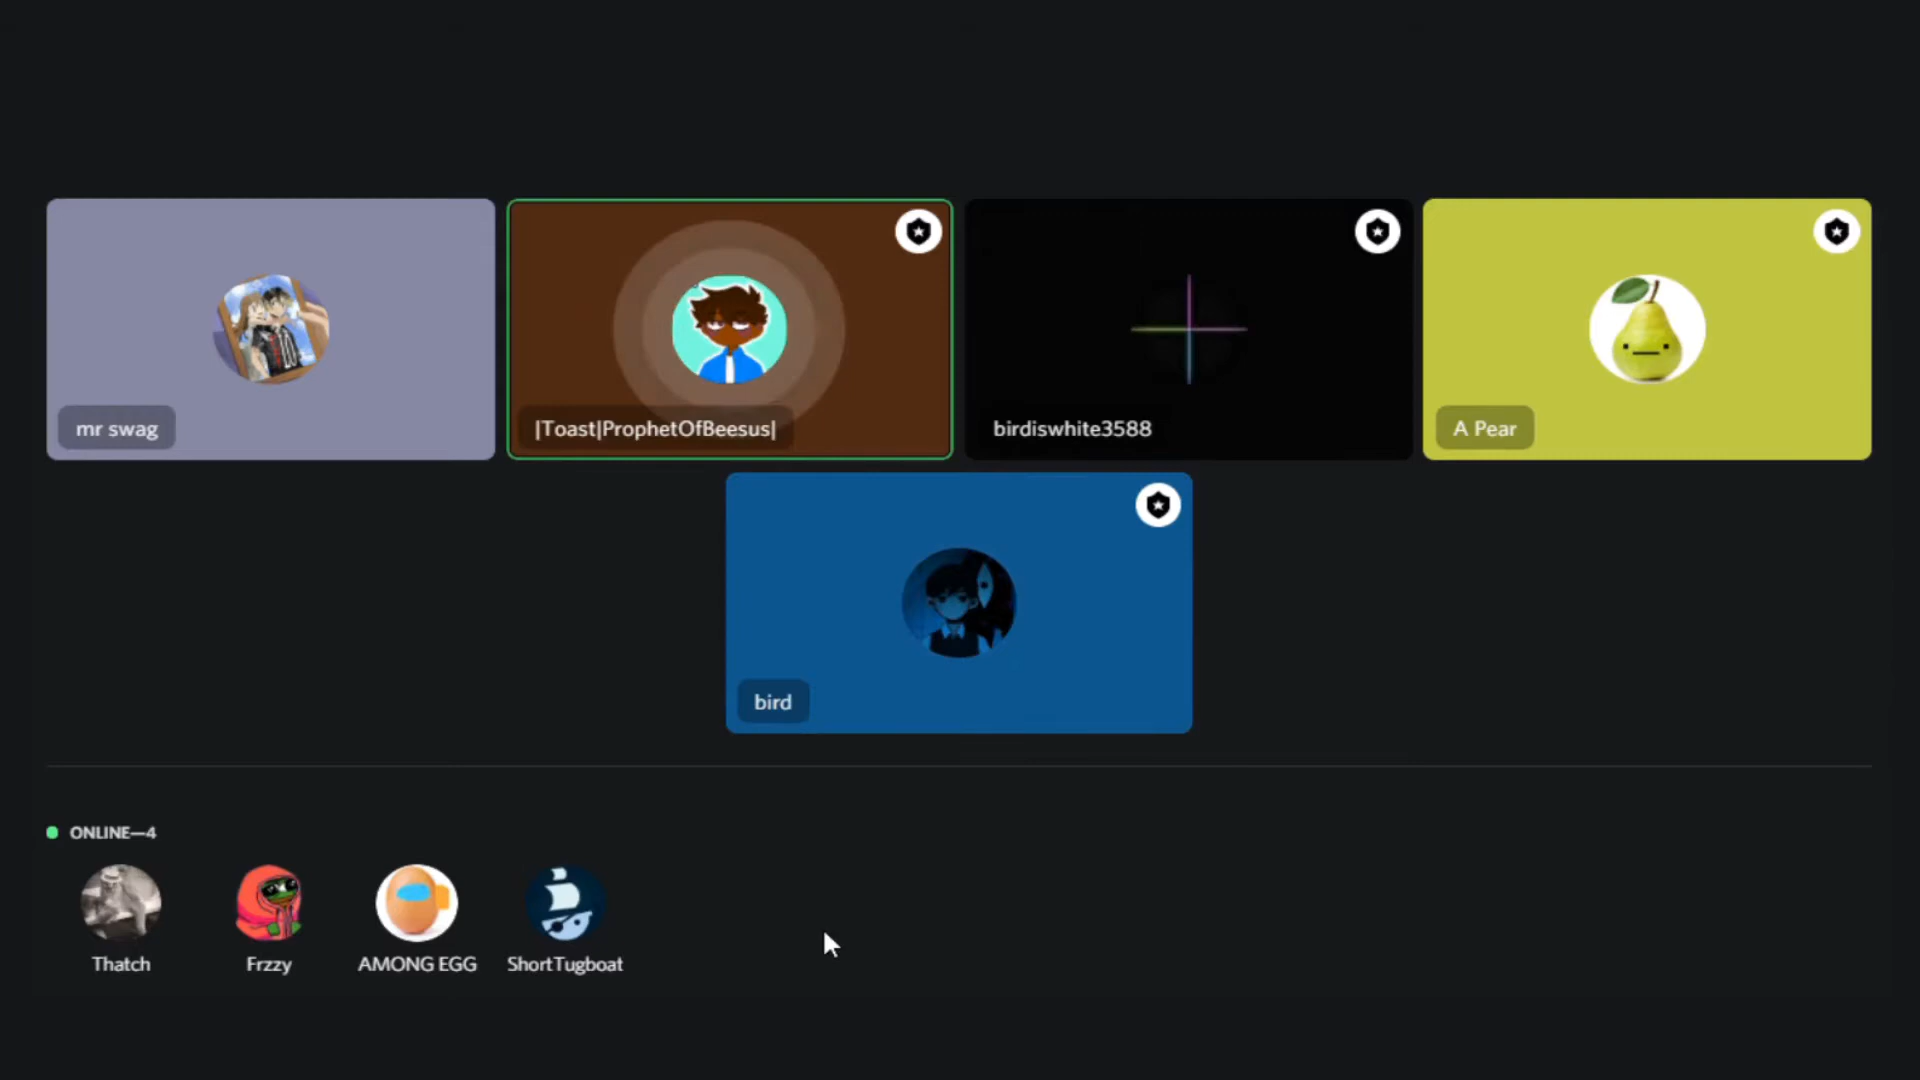 mr swag
|Toast|ProphetOfBeesus|
birdiswhite3588
A Pear
bird
ONLINE—4
Thatch
Frzzy
AMONG EGG
ShortTugboat